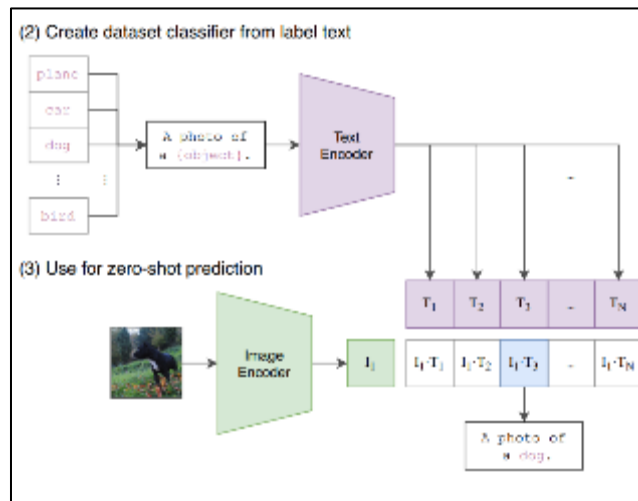 (2) Create dataset classifier from label text
plane
car
dog
⋮ ⋮
bird
A photo of
a {object}.
Text
Encoder
(3) Use for zero-shot prediction
T₁ T₂ T₃ ... T_N
Image
Encoder
I₁
I₁·T₁ I₁·T₂ I₁·T₃ ... I₁·T_N
A photo of
a dog.